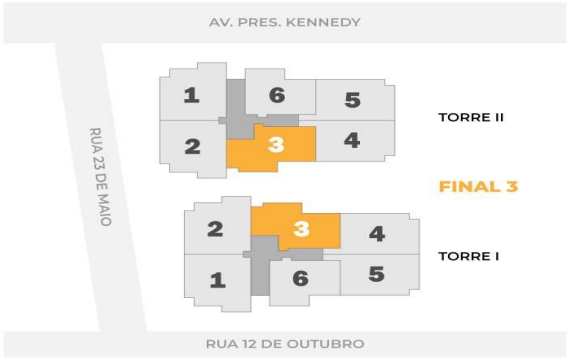 AV. PRES. KENNEDY
RUA 23 DE MAIO
1
6
5
2
3
4
TORRE II
FINAL 3
2
3
4
1
6
5
TORRE I
RUA 12 DE OUTUBRO